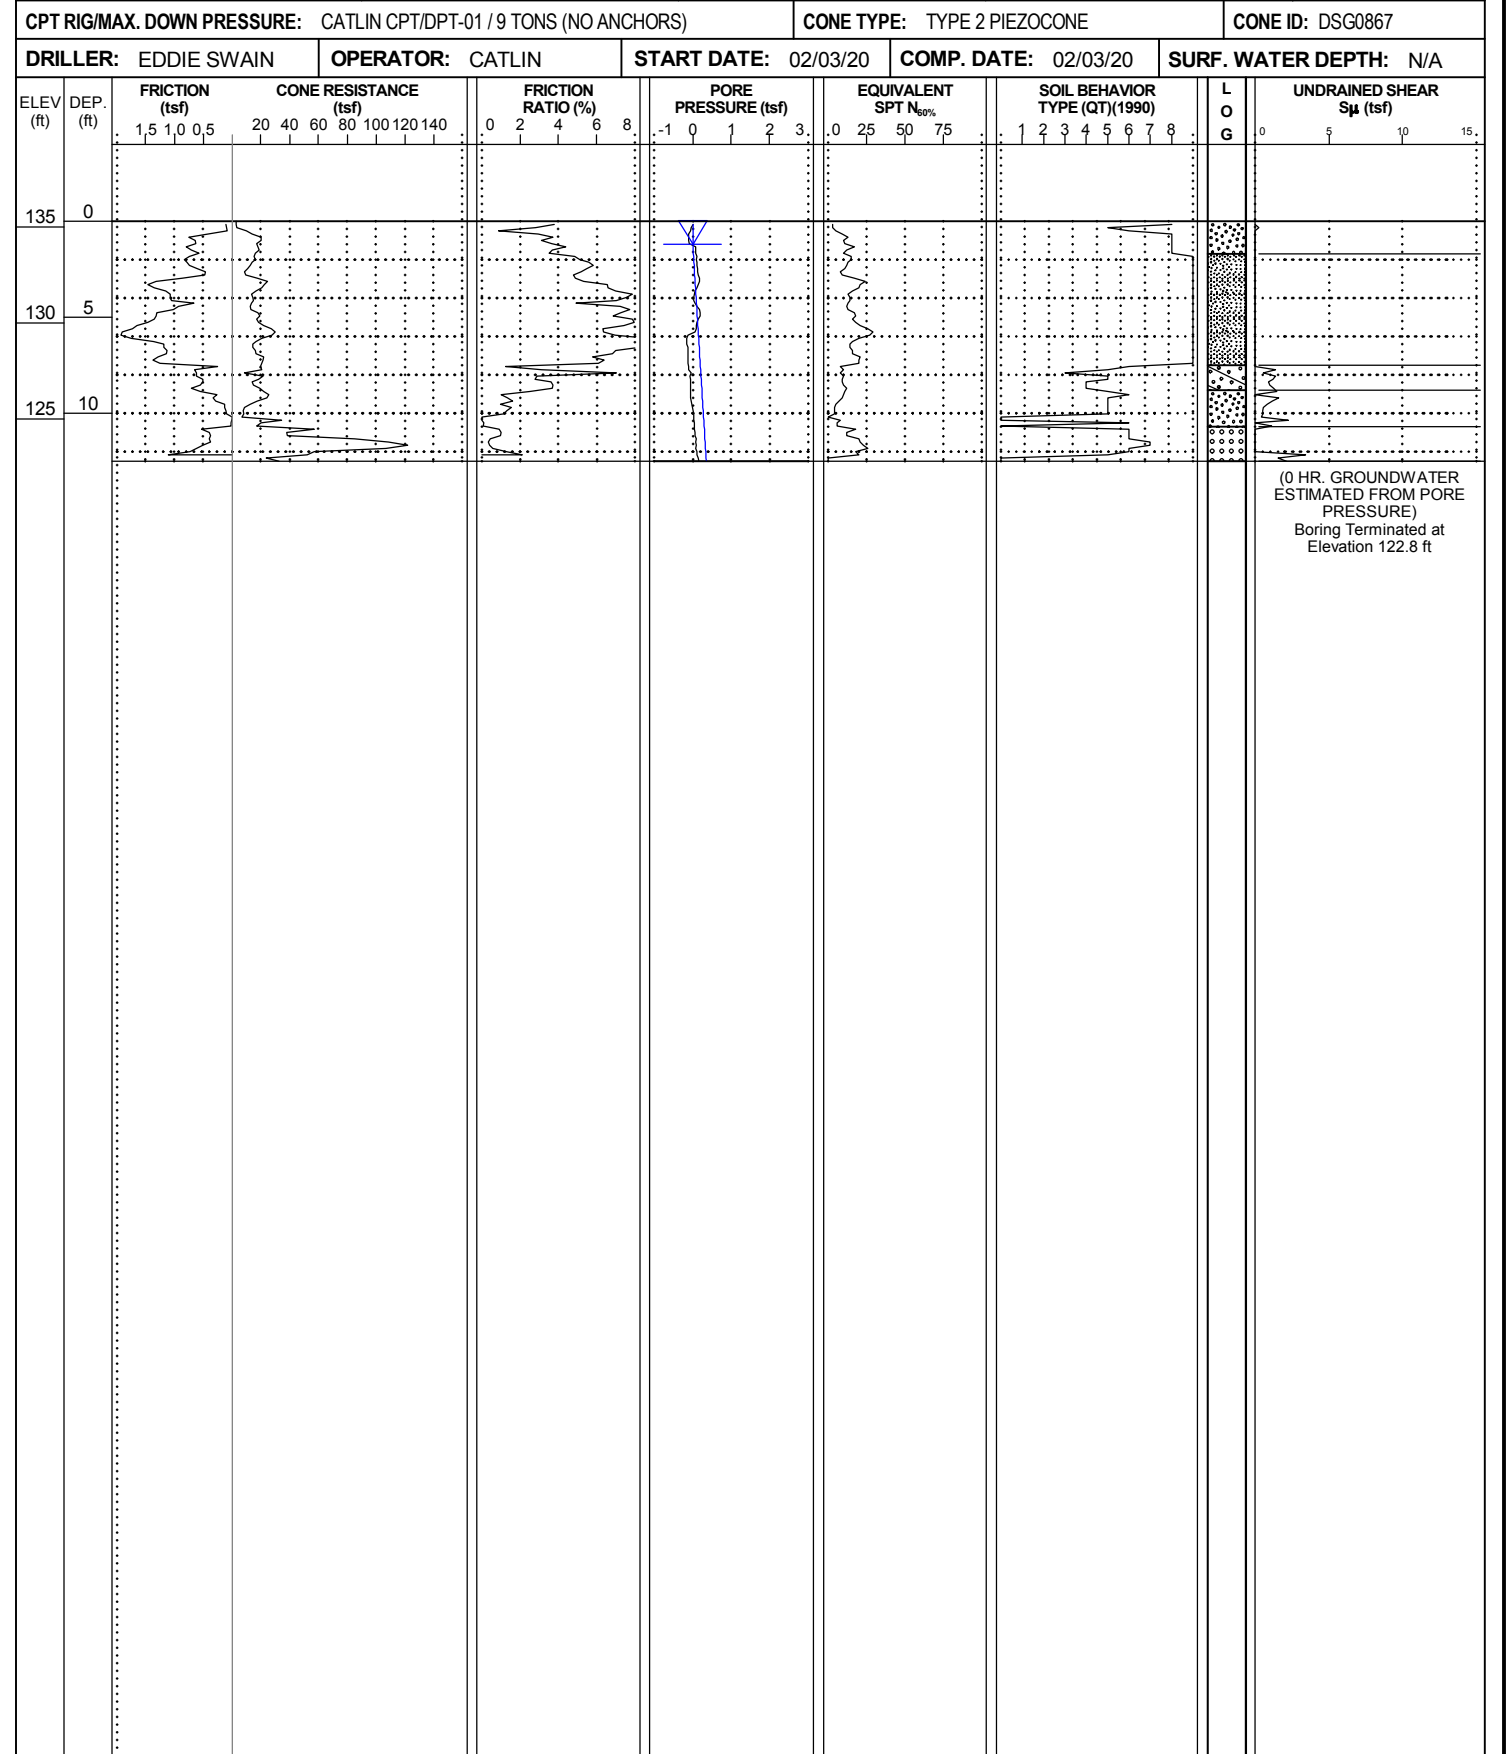 CPT RIG/MAX. DOWN PRESSURE: CATLIN CPT/DPT-01 / 9 TONS (NO ANCHORS) CONE TYPE: TYPE 2 PIEZOCONE CONE ID: DSG0867
DRILLER: EDDIE SWAIN OPERATOR: CATLIN START DATE: 02/03/20 COMP. DATE: 02/03/20 SURF. WATER DEPTH: N/A
ELEV (ft)
DEP. (ft)
FRICTION (tsf)
1.5 1.0 0.5
CONE RESISTANCE (tsf)
20 40 60 80 100 120 140
FRICTION RATIO (%)
0 2 4 6 8
PORE PRESSURE (tsf)
-1 0 1 2 3
EQUIVALENT SPT N60%
0 25 50 75
SOIL BEHAVIOR TYPE (QT)(1990)
1 2 3 4 5 6 7 8
L
O
G
UNDRAINED SHEAR Sμ (tsf)
0 5 10 15
135 0
130 5
125 10
(0 HR. GROUNDWATER
ESTIMATED FROM PORE
PRESSURE)
Boring Terminated at
Elevation 122.8 ft